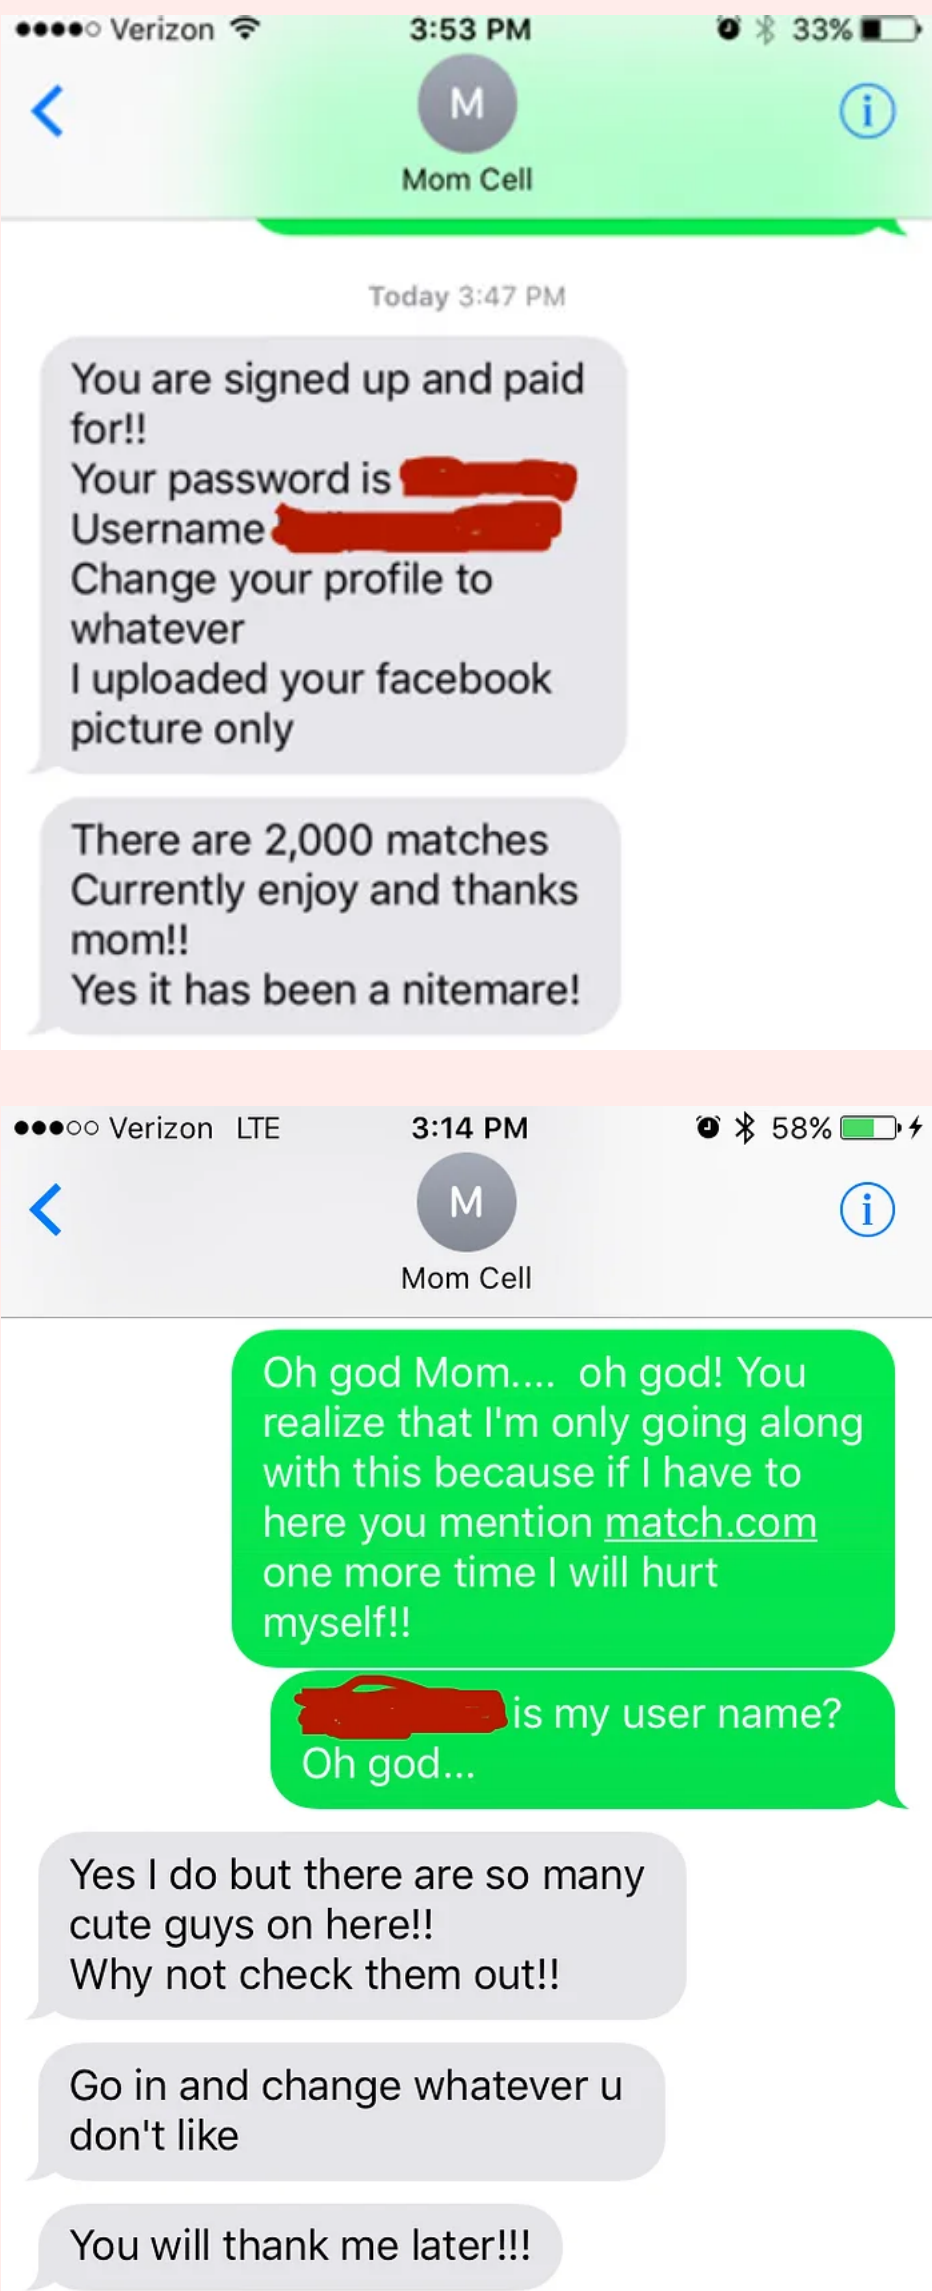 Verizon 3:53 PM 33%
M
Mom Cell
Today 3:47 PM
You are signed up and paid
for!!
Your password is
Username
Change your profile to
whatever
I uploaded your facebook
picture only
There are 2,000 matches
Currently enjoy and thanks
mom!!
Yes it has been a nitemare!
Verizon LTE 3:14 PM 58%
M
Mom Cell
Oh god Mom.... oh god! You
realize that I'm only going along
with this because if I have to
here you mention match.com
one more time I will hurt
myself!!
is my user name?
Oh god...
Yes I do but there are so many
cute guys on here!!
Why not check them out!!
Go in and change whatever u
don't like
You will thank me later!!!